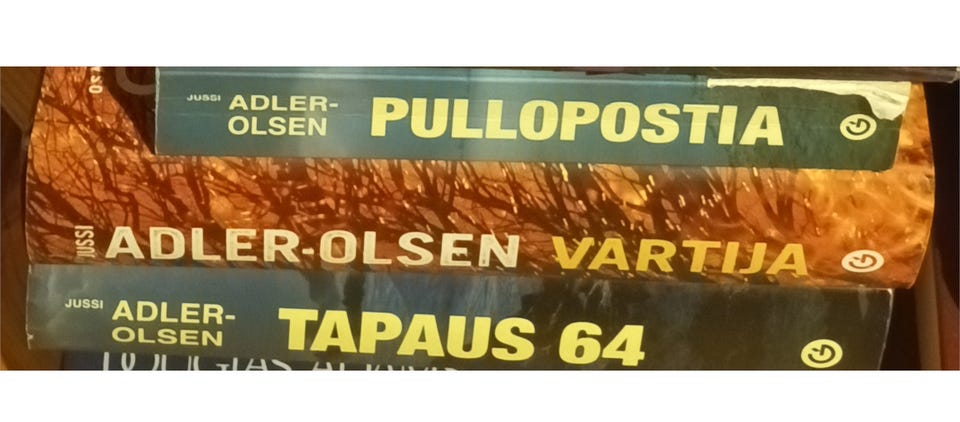 JUSSI ADLER-
OLSEN
PULLOPOSTIA
JUSSI ADLER-OLSEN VARTIJA
JUSSI ADLER-
OLSEN
TAPAUS 64